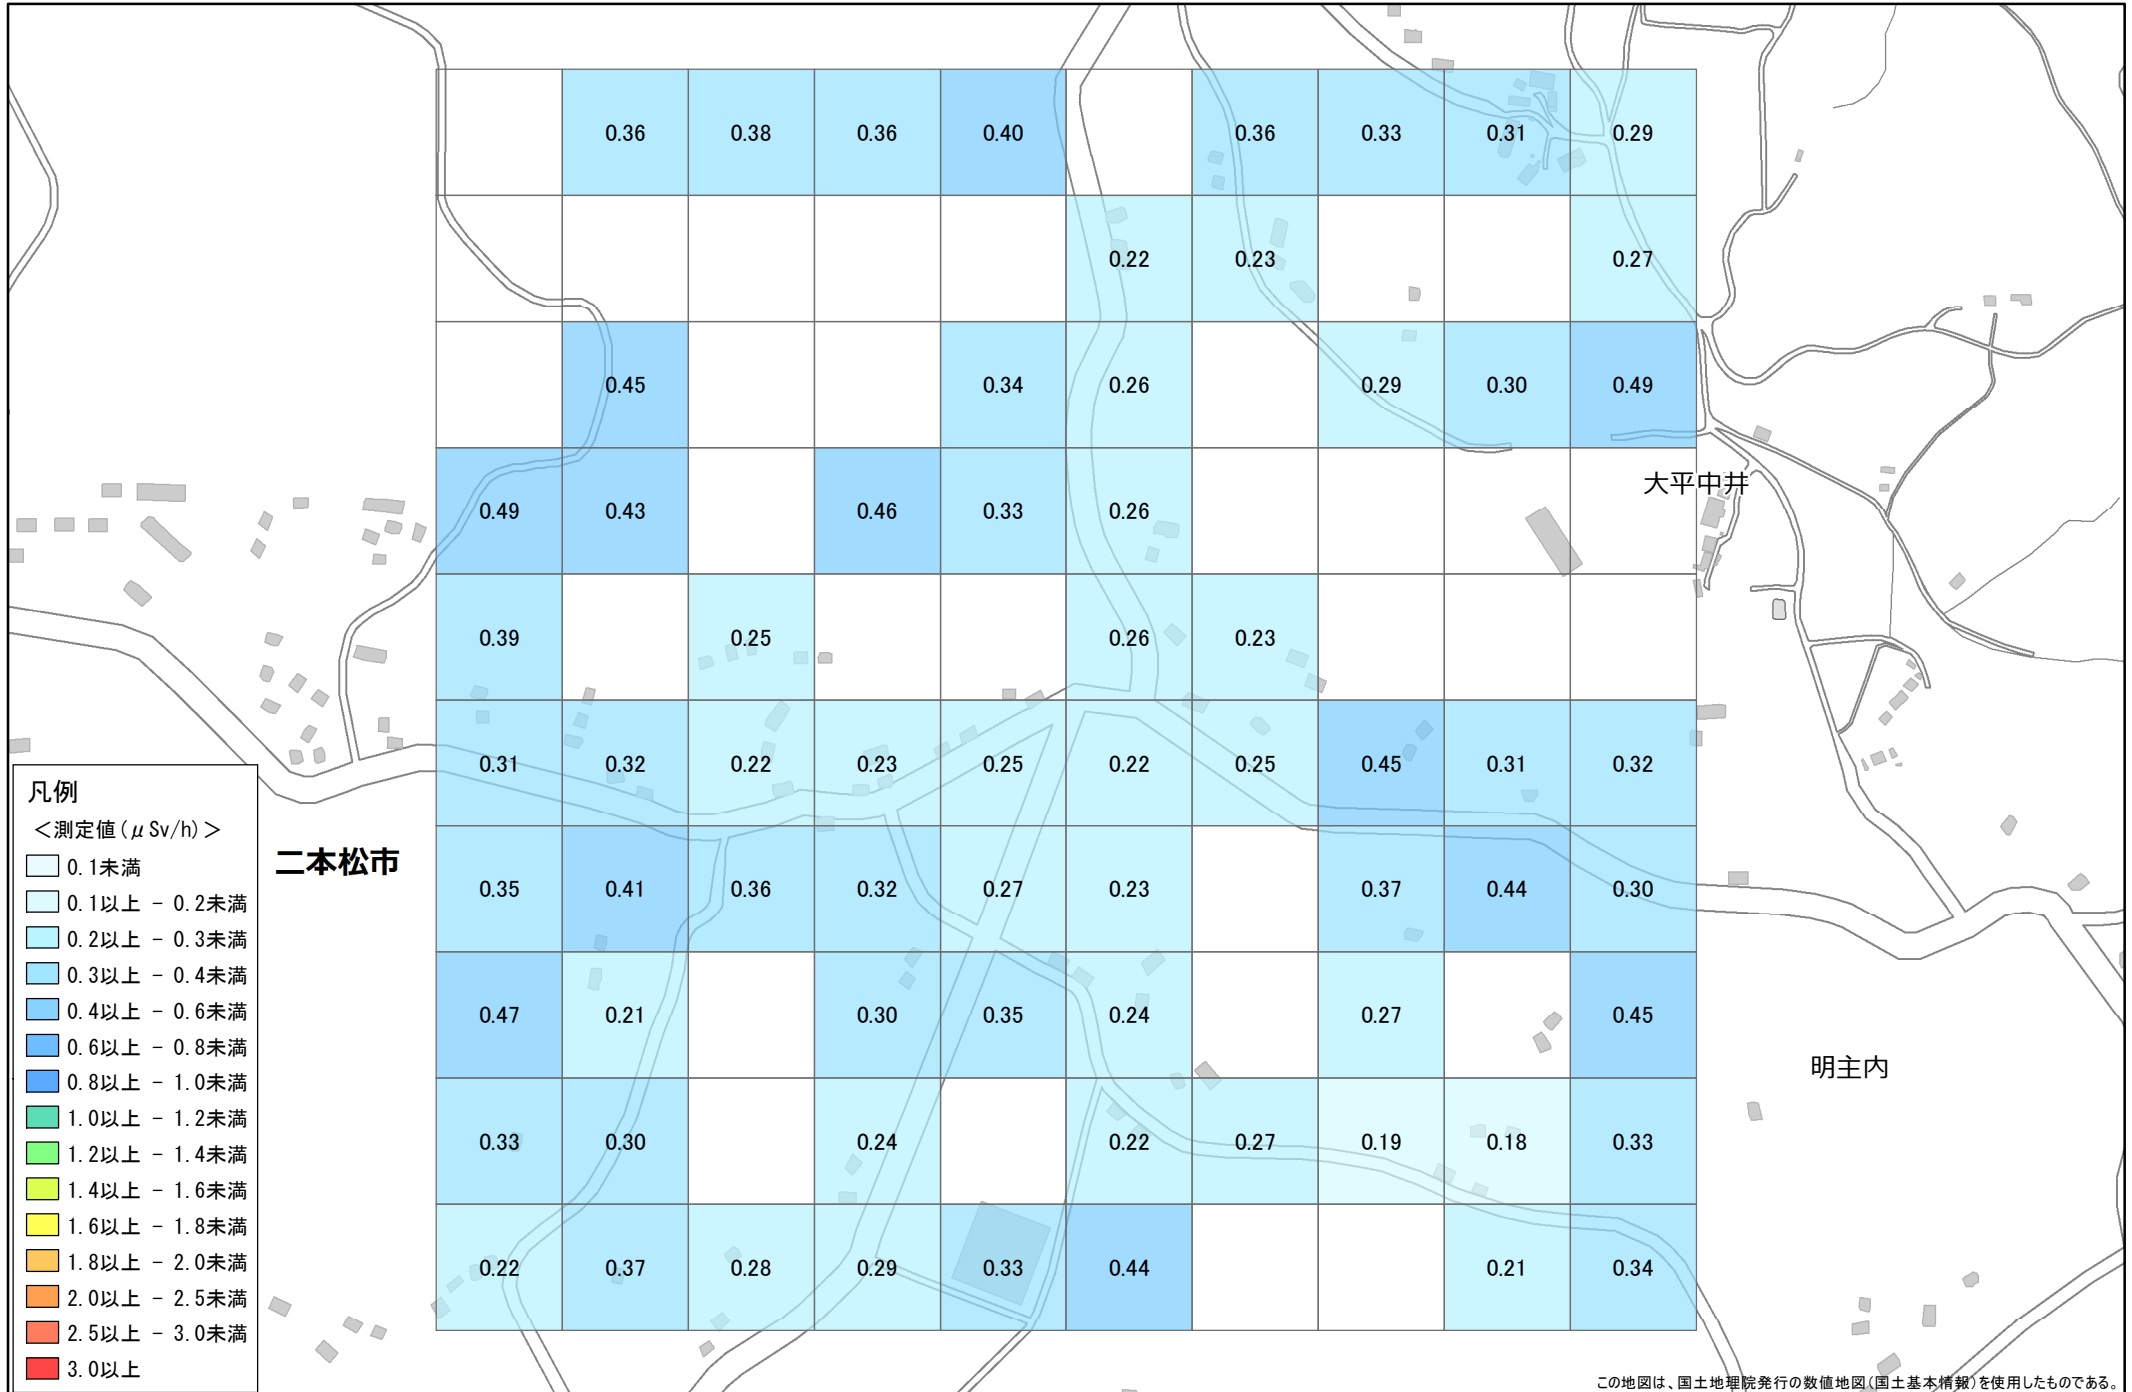 0.36 0.38 0.36 0.40 0.36 0.33 0.31 0.29
0.22 0.23 0.27
0.45 0.34 0.26 0.29 0.30 0.49
大平中井
0.49 0.43 0.46 0.33 0.26
0.39 0.25 0.26 0.23
0.31 0.32 0.22 0.23 0.25 0.22 0.25 0.45 0.31 0.32
0.35 0.41 0.36 0.32 0.27 0.23 0.37 0.44 0.30
0.47 0.21 0.30 0.35 0.24 0.27 0.45
0.33 0.30 0.24 0.22 0.27 0.19 0.18 0.33
0.22 0.37 0.28 0.29 0.33 0.44 0.21 0.34
二本松市
明主内
凡例
＜測定値(μSv/h)＞
0.1未満
0.1以上 - 0.2未満
0.2以上 - 0.3未満
0.3以上 - 0.4未満
0.4以上 - 0.6未満
0.6以上 - 0.8未満
0.8以上 - 1.0未満
1.0以上 - 1.2未満
1.2以上 - 1.4未満
1.4以上 - 1.6未満
1.6以上 - 1.8未満
1.8以上 - 2.0未満
2.0以上 - 2.5未満
2.5以上 - 3.0未満
3.0以上
この地図は、国土地理院発行の数値地図(国土基本情報)を使用したものである。